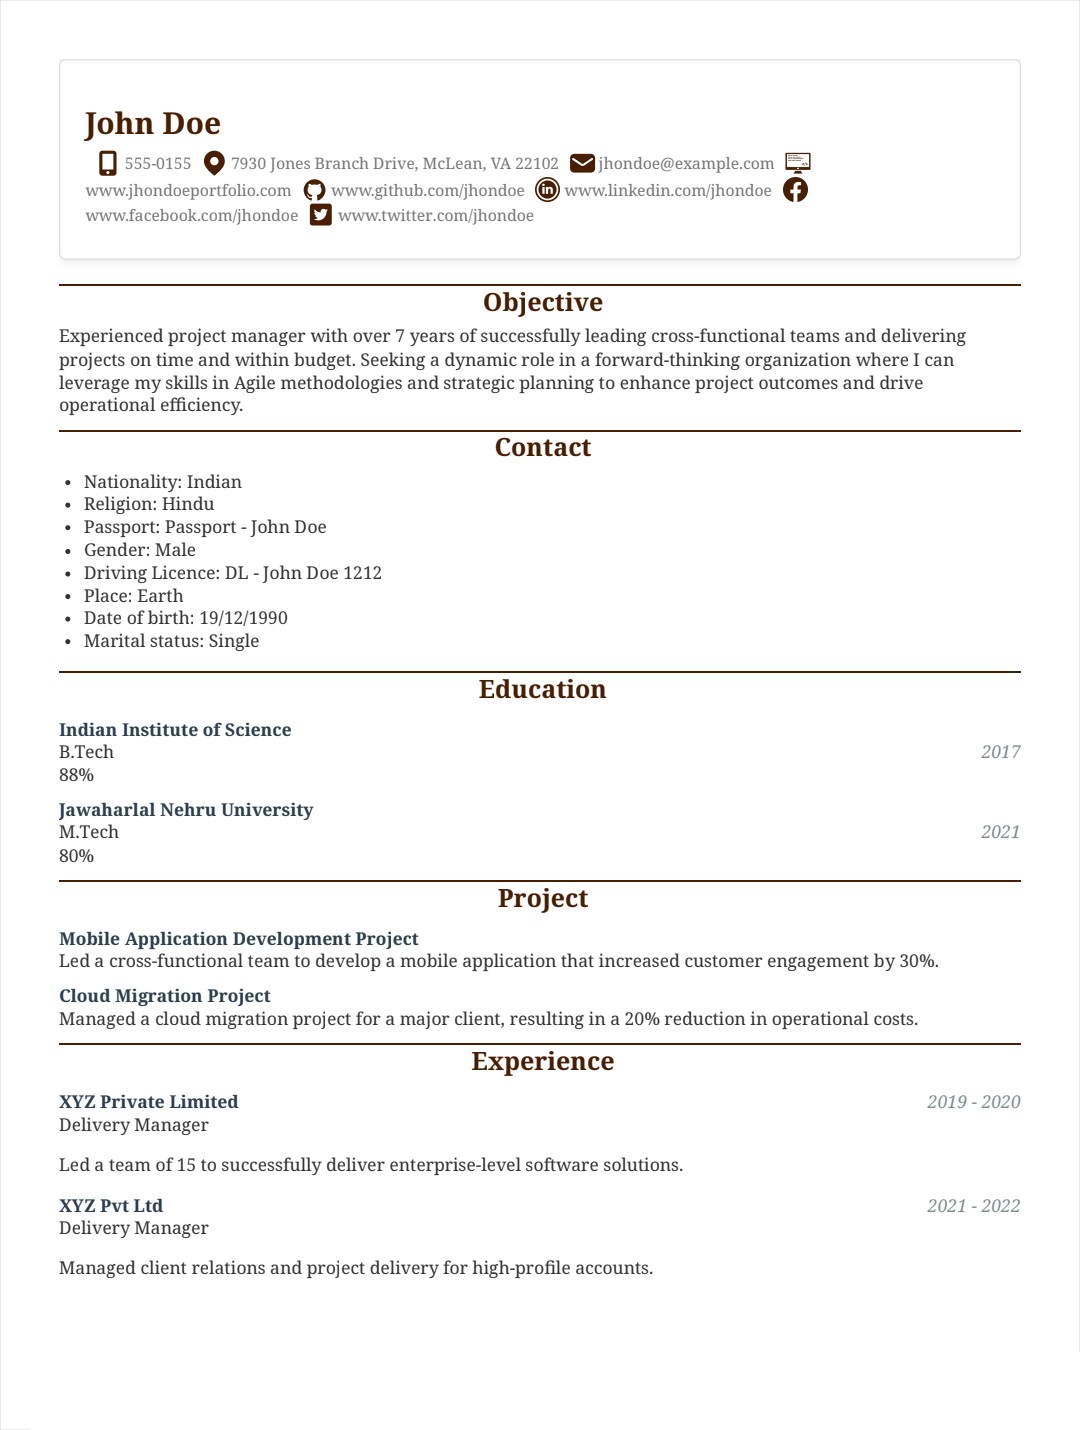 John Doe
555-0155 7930 Jones Branch Drive, McLean, VA 22102 jhondoe@example.com
www.jhondoeportfolio.com www.github.com/jhondoe www.linkedin.com/jhondoe
www.facebook.com/jhondoe www.twitter.com/jhondoe
Objective
Experienced project manager with over 7 years of successfully leading cross-functional teams and delivering
projects on time and within budget. Seeking a dynamic role in a forward-thinking organization where I can
leverage my skills in Agile methodologies and strategic planning to enhance project outcomes and drive
operational efficiency.
Contact
• Nationality: Indian
• Religion: Hindu
• Passport: Passport - John Doe
• Gender: Male
• Driving Licence: DL - John Doe 1212
• Place: Earth
• Date of birth: 19/12/1990
• Marital status: Single
Education
Indian Institute of Science
B.Tech 2017
88%
Jawaharlal Nehru University
M.Tech 2021
80%
Project
Mobile Application Development Project
Led a cross-functional team to develop a mobile application that increased customer engagement by 30%.
Cloud Migration Project
Managed a cloud migration project for a major client, resulting in a 20% reduction in operational costs.
Experience
XYZ Private Limited 2019 - 2020
Delivery Manager
Led a team of 15 to successfully deliver enterprise-level software solutions.
XYZ Pvt Ltd 2021 - 2022
Delivery Manager
Managed client relations and project delivery for high-profile accounts.